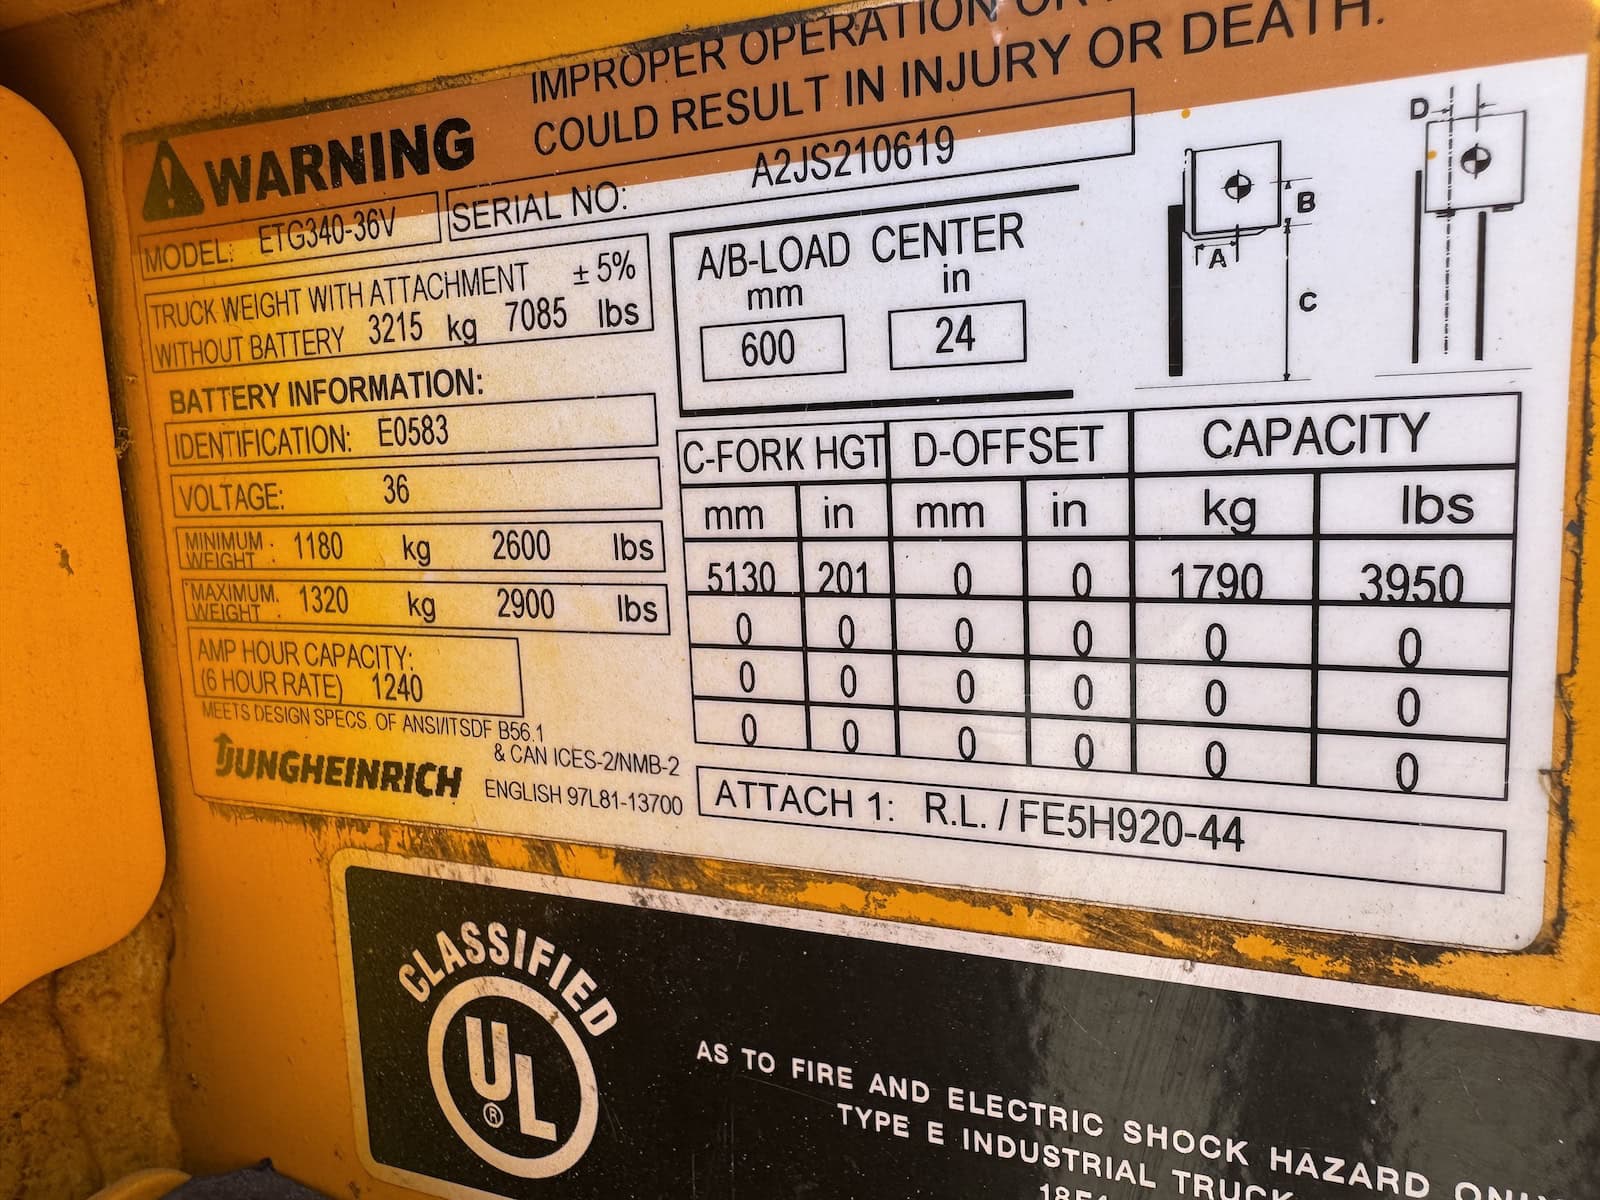 IMPROPER OPERATION
COULD RESULT IN INJURY OR DEATH.
WARNING
MODEL: ETG340-36V
SERIAL NO: A2JS210619
TRUCK WEIGHT WITH ATTACHMENT ± 5%
WITHOUT BATTERY 3215 kg 7085 lbs
BATTERY INFORMATION:
IDENTIFICATION: E0583
VOLTAGE: 36
MINIMUM WEIGHT 1180 kg 2600 lbs
MAXIMUM WEIGHT 1320 kg 2900 lbs
AMP HOUR CAPACITY:
(6 HOUR RATE) 1240
MEETS DESIGN SPECS. OF ANSI/ITSDF B56.1
& CAN ICES-2/NMB-2
JUNGHEINRICH
ENGLISH 97L81-13700
A/B-LOAD CENTER
mm in
600 24
D
B
A
C
C-FORK HGT D-OFFSET CAPACITY
mm in mm in kg lbs
5130 201 0 0 1790 3950
0 0 0 0 0 0
0 0 0 0 0 0
0 0 0 0 0 0
ATTACH 1: R.L. / FE5H920-44
CLASSIFIED
UL
®
AS TO FIRE AND ELECTRIC SHOCK HAZARD
TYPE E INDUSTRIAL TRUCK